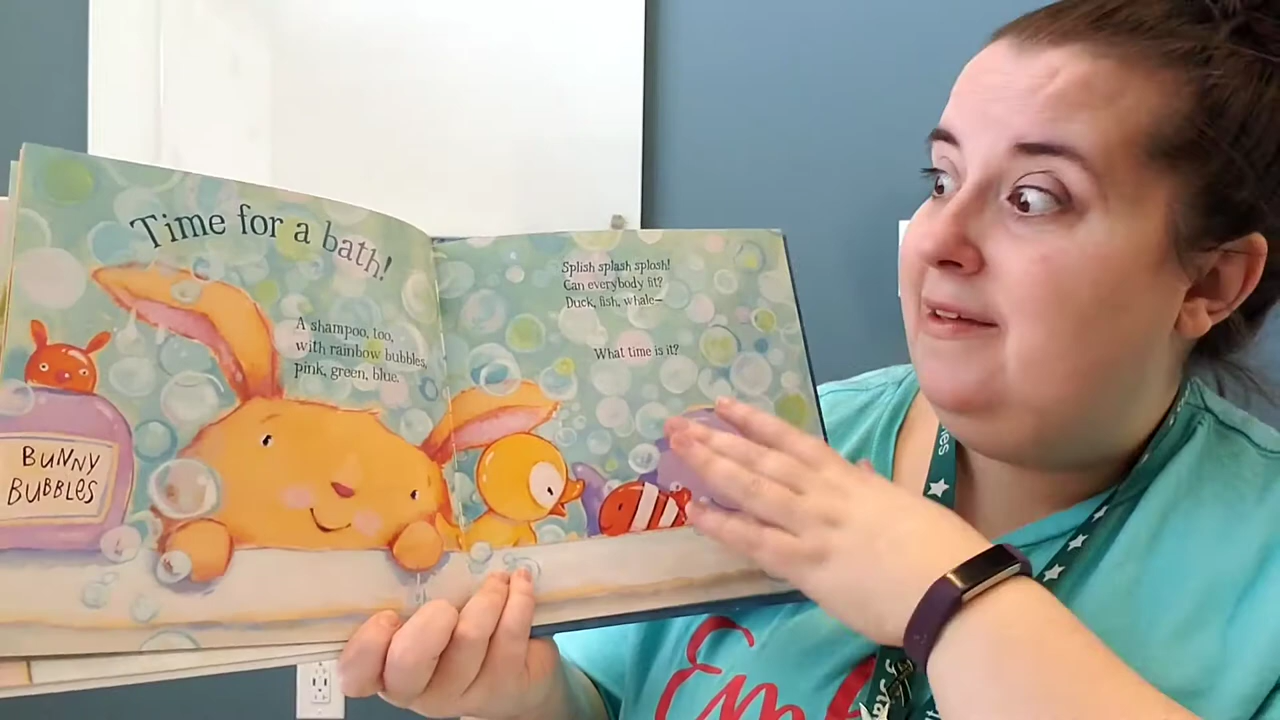 Time for a bath!
A shampoo, too,
with rainbow bubbles,
pink, green, blue.
BUNNY
BUBBLES
Splish splash splosh!
Can everybody fit?
Duck, fish, whale—
What time is it?